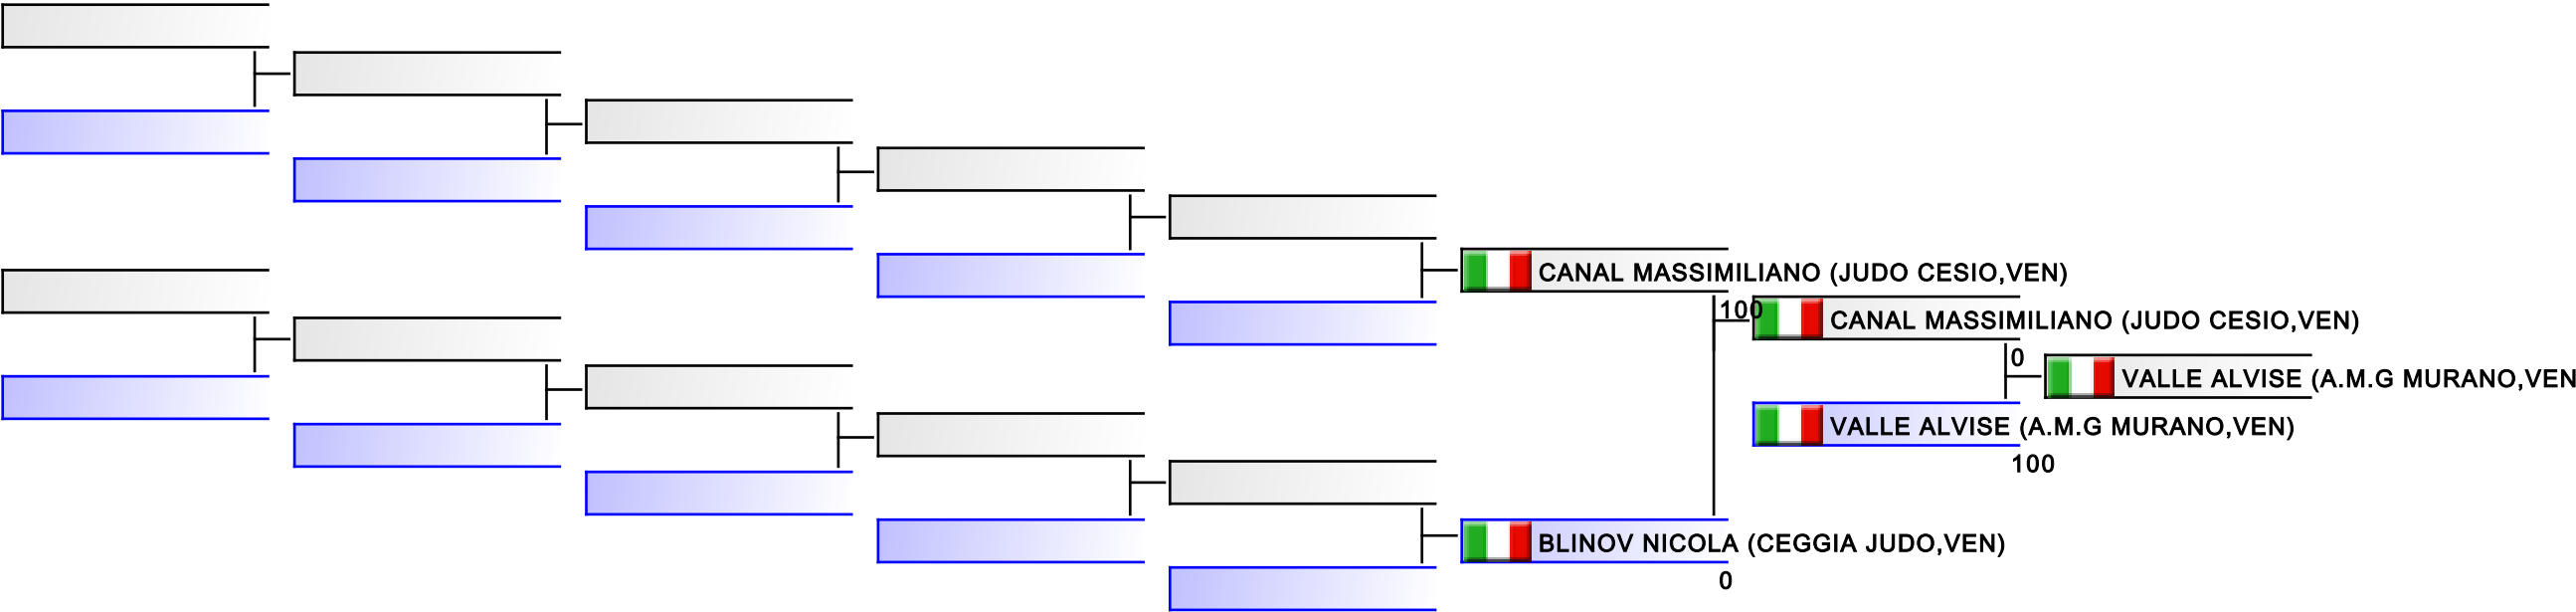 CANAL MASSIMILIANO (JUDO CESIO,VEN)
100
CANAL MASSIMILIANO (JUDO CESIO,VEN)
0
VALLE ALVISE (A.M.G MURANO,VEN
VALLE ALVISE (A.M.G MURANO,VEN)
100
BLINOV NICOLA (CEGGIA JUDO,VEN)
0